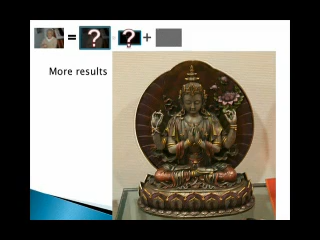 = ? ? +
More results